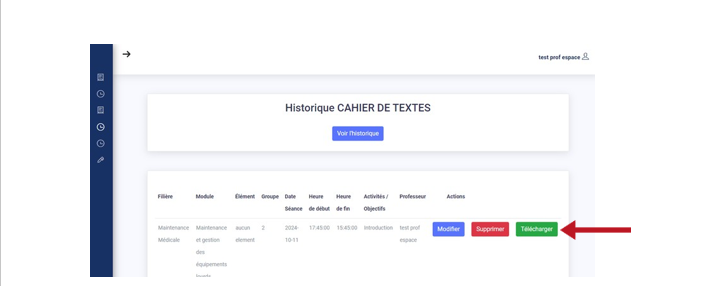 test prof espace
Historique CAHIER DE TEXTES
Voir l'historique
Filière Module Élément Groupe Date Heure Heure Activités / Professeur Actions
Séance de début de fin Objectifs
Maintenance Maintenance aucun 2 2024- 17:45:00 18:45:00 Introduction test prof Modifier Supprimer Télécharger
Médicale et gestion element 10-11 espace
des
équipements